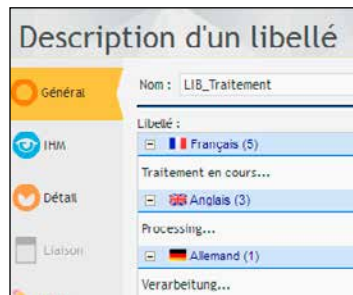 Description d'un libellé
Général
Nom : LIB_Traitement
Libellé :
Français (5)
IHM
Traitement en cours...
Détail
Anglais (3)
Processing...
Liaison
Allemand (1)
Verarbeitung...